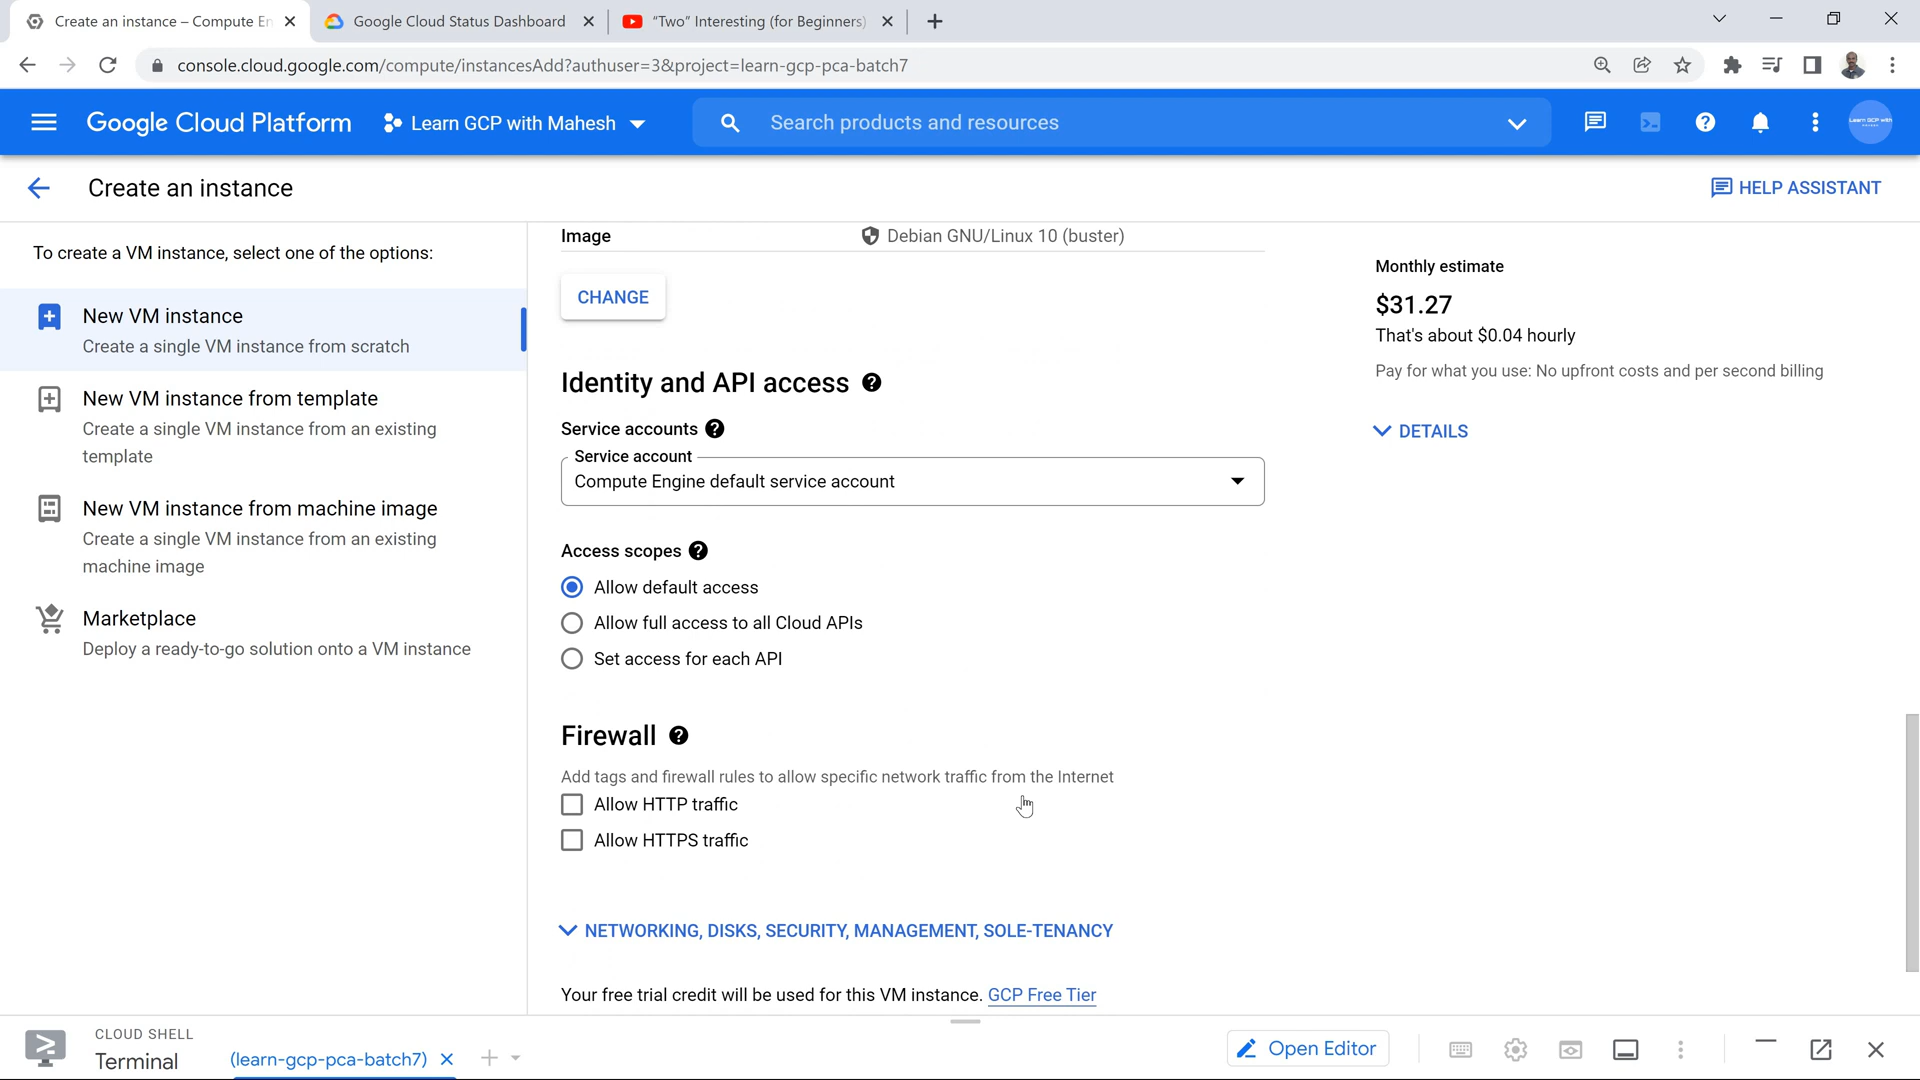 Create an instance – Compute En
Google Cloud Status Dashboard
"Two" Interesting (for Beginners)
console.cloud.google.com/compute/instancesAdd?authuser=3&project=learn-gcp-pca-batch7
Google Cloud Platform
Learn GCP with Mahesh
Search products and resources
Create an instance
HELP ASSISTANT
To create a VM instance, select one of the options:
New VM instance
Create a single VM instance from scratch
New VM instance from template
Create a single VM instance from an existing
template
New VM instance from machine image
Create a single VM instance from an existing
machine image
Marketplace
Deploy a ready-to-go solution onto a VM instance
Image
Debian GNU/Linux 10 (buster)
CHANGE
Identity and API access
Service accounts
Service account
Compute Engine default service account
Access scopes
Allow default access
Allow full access to all Cloud APIs
Set access for each API
Firewall
Add tags and firewall rules to allow specific network traffic from the Internet
Allow HTTP traffic
Allow HTTPS traffic
NETWORKING, DISKS, SECURITY, MANAGEMENT, SOLE-TENANCY
Your free trial credit will be used for this VM instance. GCP Free Tier
Monthly estimate
$31.27
That's about $0.04 hourly
Pay for what you use: No upfront costs and per second billing
DETAILS
CLOUD SHELL
Terminal
(learn-gcp-pca-batch7)
Open Editor